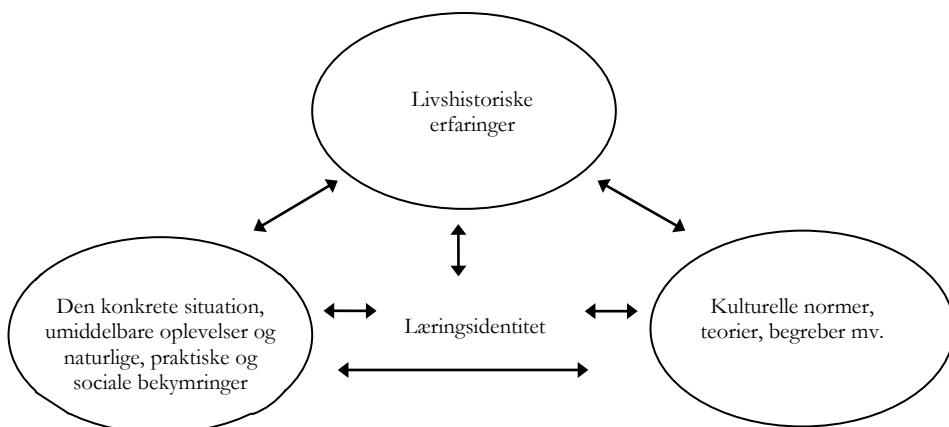 Livshistoriske
erfaringer
Den konkrete situation,
umiddelbare oplevelser og
naturlige, praktiske og
sociale bekymringer
Læringsidentitet
Kulturelle normer,
teorier, begreber mv.